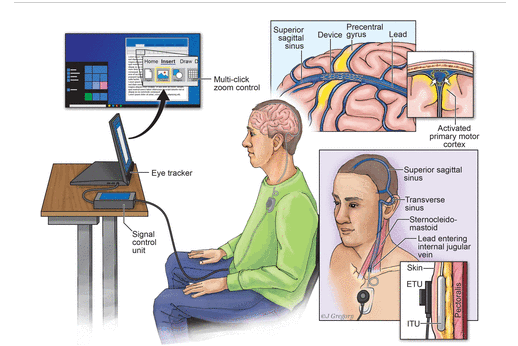 Home Insert Draw
Multi-click
zoom control
Eye tracker
Signal
control
unit
Superior
sagittal
sinus
Device
Precentral
gyrus
Lead
Activated
primary motor
cortex
Superior sagittal
sinus
Transverse
sinus
Sternocleido-
mastoid
Lead entering
internal jugular
vein
Skin
ETU
ITU
Pectoralis
©J Gregory